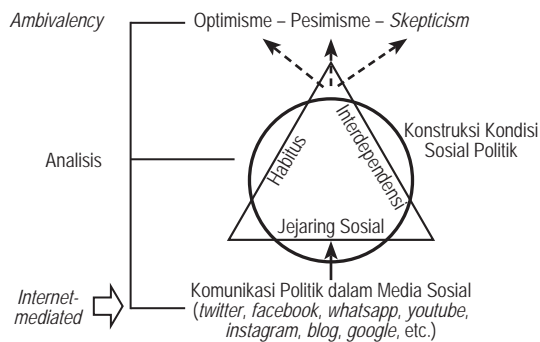 Ambivalency
Optimisme – Pesimisme – Skepticism
Konstruksi Kondisi
Sosial Politik
Analisis
Habitus
Interdependensi
Jejaring Sosial
Internet-
mediated
Komunikasi Politik dalam Media Sosial
(twitter, facebook, whatsapp, youtube,
instagram, blog, google, etc.)